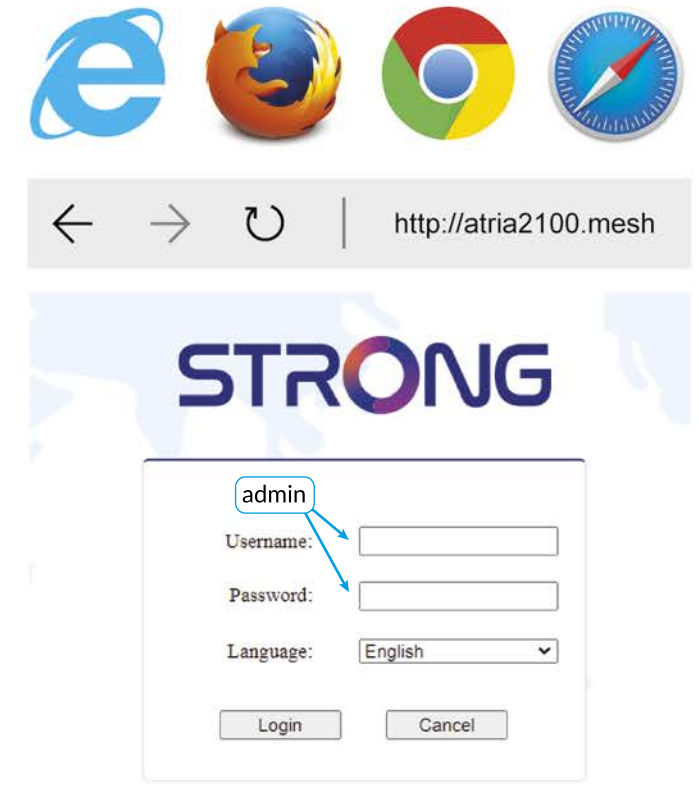 http://atria2100.mesh
STRONG
admin
Username:
Password:
Language: English
Login Cancel